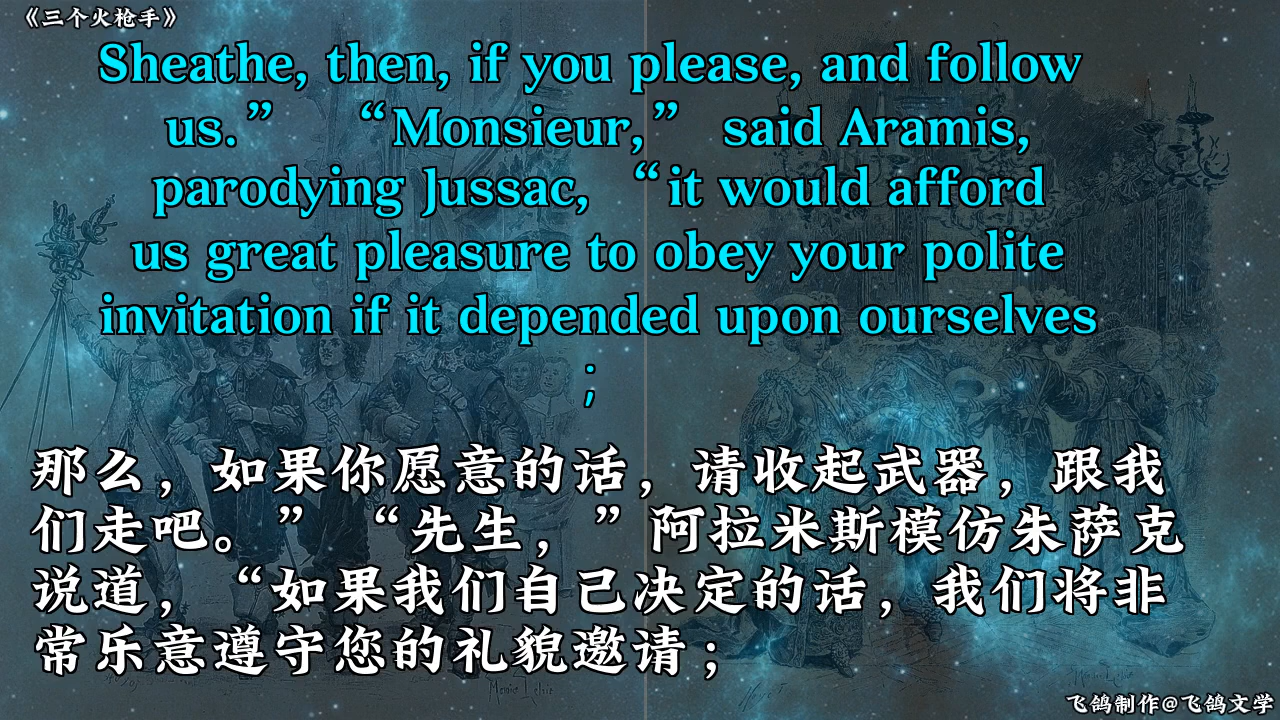 《三个火枪手》
Sheathe, then, if you please, and follow
us.” “Monsieur,” said Aramis,
parodying Jussac, “it would afford
us great pleasure to obey your polite
invitation if it depended upon ourselves
;
那么，如果你愿意的话，请收起武器，跟我
们走吧。” “先生，”阿拉米斯模仿朱萨克
说道，“如果我们自己决定的话，我们将非
常乐意遵守您的礼貌邀请；
飞鸽制作@飞鸽文学